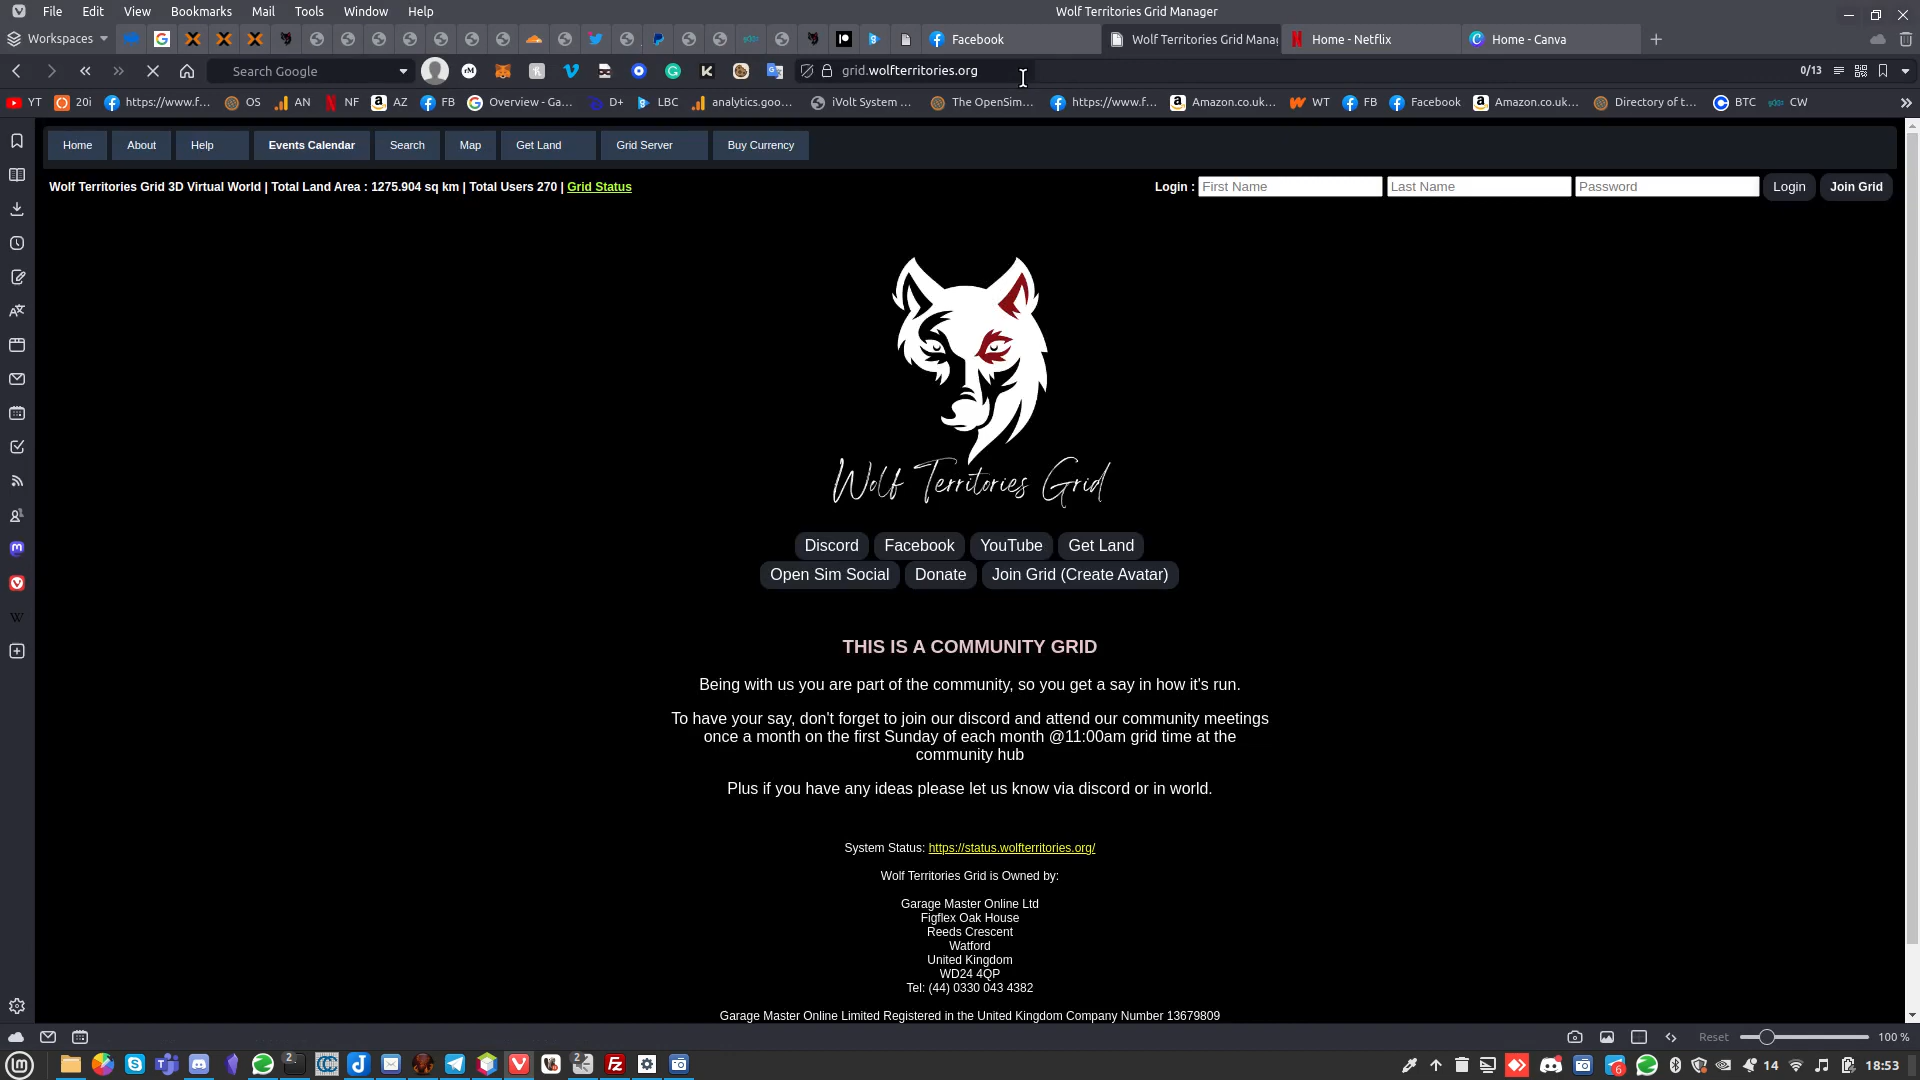 File Edit View Bookmarks Mail Tools Window Help
Wolf Territories Grid Manager
Workspaces
Facebook
Wolf Territories Grid Mana
Home - Netflix
Home - Canva
Search Google
grid.wolfterritories.org
0/13
YT 20i https://www.f... OS AN NF AZ FB Overview - Ga... D+ LBC analytics.goo... iVolt System ... The OpenSim... https://www.f... Amazon.co.uk... WT FB Facebook Amazon.co.uk... Directory of t... BTC CW
Home About Help Events Calendar Search Map Get Land Grid Server Buy Currency
Wolf Territories Grid 3D Virtual World | Total Land Area : 1275.904 sq km | Total Users 270 | Grid Status
Login : First Name Last Name Password Login Join Grid
Wolf Territories Grid
Discord Facebook YouTube Get Land
Open Sim Social Donate Join Grid (Create Avatar)
THIS IS A COMMUNITY GRID
Being with us you are part of the community, so you get a say in how it's run.
To have your say, don't forget to join our discord and attend our community meetings
once a month on the first Sunday of each month @11:00am grid time at the
community hub
Plus if you have any ideas please let us know via discord or in world.
System Status: https://status.wolfterritories.org/
Wolf Territories Grid is Owned by:
Garage Master Online Ltd
Figflex Oak House
Reeds Crescent
Watford
United Kingdom
WD24 4QP
Tel: (44) 0330 043 4382
Garage Master Online Limited Registered in the United Kingdom Company Number 13679809
Reset 100 %
14
18:53